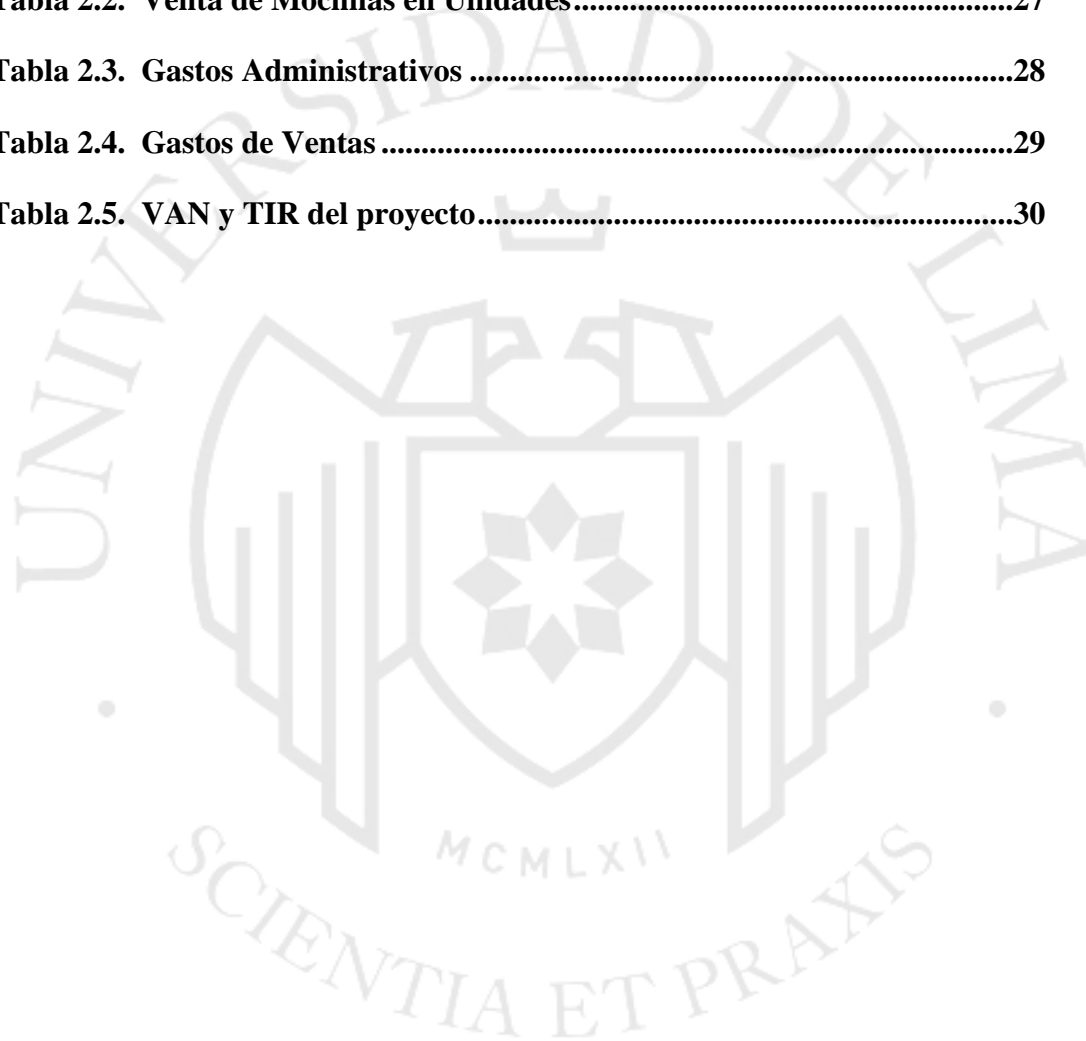 Tabla 2.2. Venta de Mochilas en Unidades..........................................................................27
Tabla 2.3. Gastos Administrativos ...........................................................................................28
Tabla 2.4. Gastos de Ventas ..........................................................................................................29
Tabla 2.5. VAN y TIR del proyecto..........................................................................................30
UNIVERSIDAD DE LIMA
MCMLXII
SCIENTIA ET PRAXIS